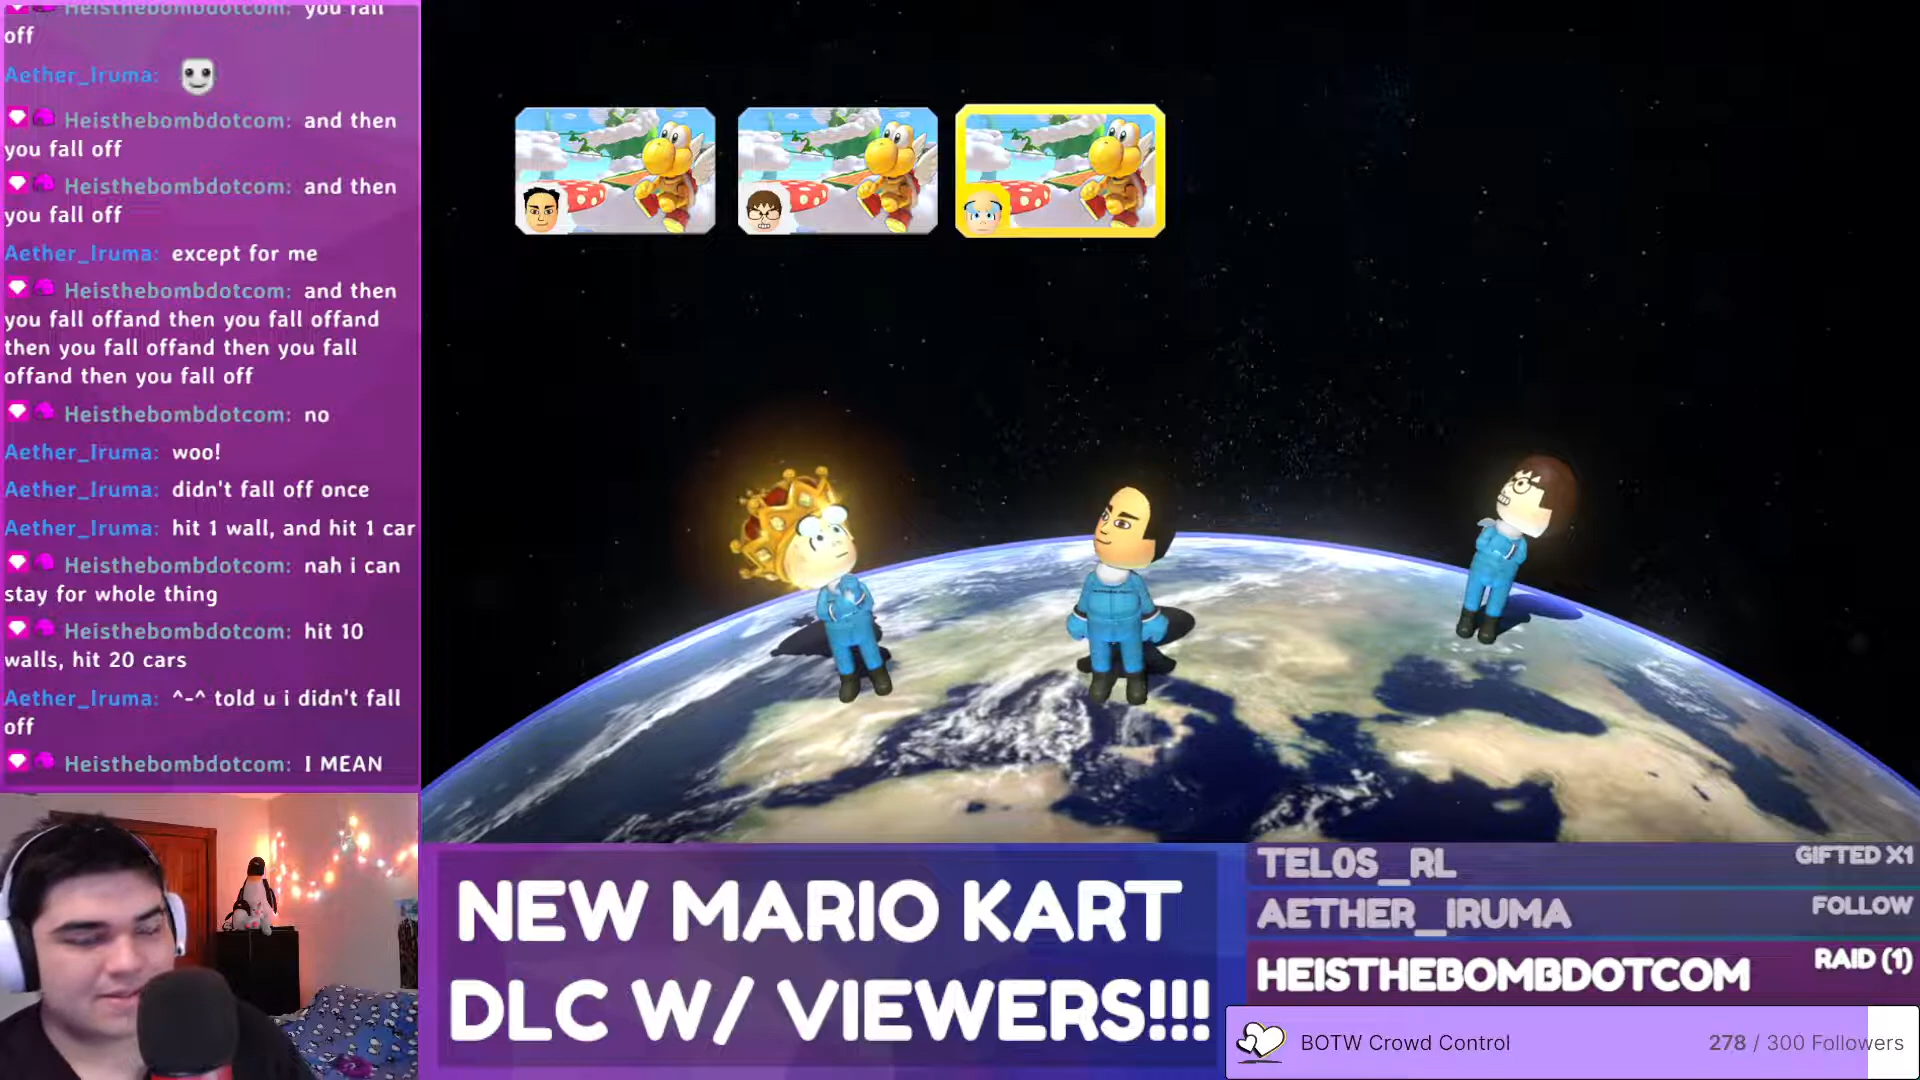 Heisthebombdotcom: you fall
off
Aether_Iruma:
Heisthebombdotcom: and then
you fall off
Heisthebombdotcom: and then
you fall off
Aether_Iruma: except for me
Heisthebombdotcom: and then
you fall offand then you fall offand
then you fall offand then you fall
offand then you fall off
Heisthebombdotcom: no
Aether_Iruma: woo!
Aether_Iruma: didn't fall off once
Aether_Iruma: hit 1 wall, and hit 1 car
Heisthebombdotcom: nah i can
stay for whole thing
Heisthebombdotcom: hit 10
walls, hit 20 cars
Aether_Iruma: ^-^ told u i didn't fall
off
Heisthebombdotcom: I MEAN
NEW MARIO KART
DLC W/ VIEWERS!!!
TEL0S_RL GIFTED X1
AETHER_IRUMA FOLLOW
HEISTHEBOMBDOTCOM RAID (1)
BOTW Crowd Control 278 / 300 Followers